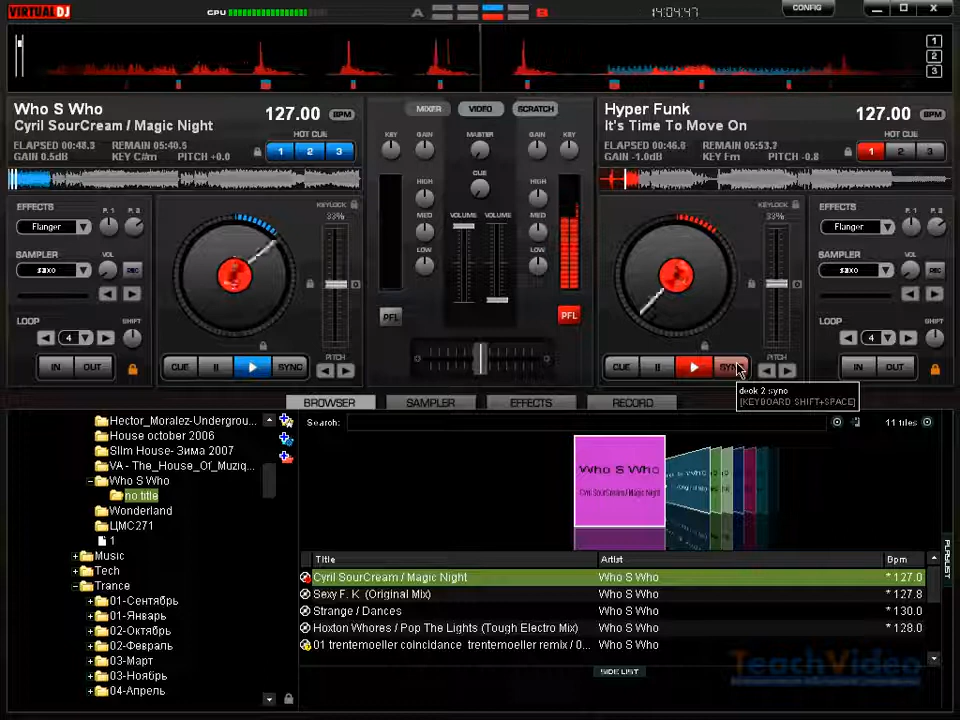 VIRTUAL DJ
CPU
A
B
14:04:47
CONFIG
X
1
2
3
Who S Who
127.00 BPM
Cyril SourCream / Magic Night
HOT CUE
ELAPSED 00:48.3 REMAIN 05:40.5
GAIN 0.5dB KEY C#m PITCH +0.0
1 2 3
MIXER VIDEO SCRATCH
KEY GAIN MASTER GAIN KEY
CUE
HIGH HIGH
MED VOLUME VOLUME MED
LOW LOW
PFL PFL
Hyper Funk
127.00 BPM
It's Time To Move On
HOT CUE
ELAPSED 00:46.8 REMAIN 05:53.?
GAIN -1.0dB KEY Fm PITCH -0.8
1 2 3
EFFECTS P. 1 P. 2
Flanger
SAMPLER VOL
saxo REC
LOOP SHIFT
4
IN OUT
KEYLOCK
33%
CUE II SYNC
PITCH
KEYLOCK
33%
CUE II SYNC
PITCH
EFFECTS P. 1 P. 2
Flanger
SAMPLER VOL
saxo REC
LOOP SHIFT
4
IN OUT
deck 2 sync
[KEYBOARD SHIFT+SPACE]
BROWSER SAMPLER EFFECTS RECORD
Hector_Moralez-Undergrou...
House october 2006
Slim House- Зима 2007
VA - The_House_Of_Muziq...
Who S Who
no title
Wonderland
ЦМС271
1
Music
Tech
Trance
01-Сентябрь
01-Январь
02-Октябрь
02-Февраль
03-Март
03-Ноябрь
04-Апрель
Search:
11 files
Who S Who
Cyril SourCream / Magic Night
Title Artist Bpm
Cyril SourCream / Magic Night Who S Who * 127.0
Sexy F. K (Original Mix) Who S Who * 127.8
Strange / Dances Who S Who * 130.0
Hoxton Whores / Pop The Lights (Tough Electro Mix) Who S Who * 128.0
01 trentemoeller coincidance trentemoeller remix / 0... Who S Who
SIDE LIST
PLAYLIST
TeachVideo